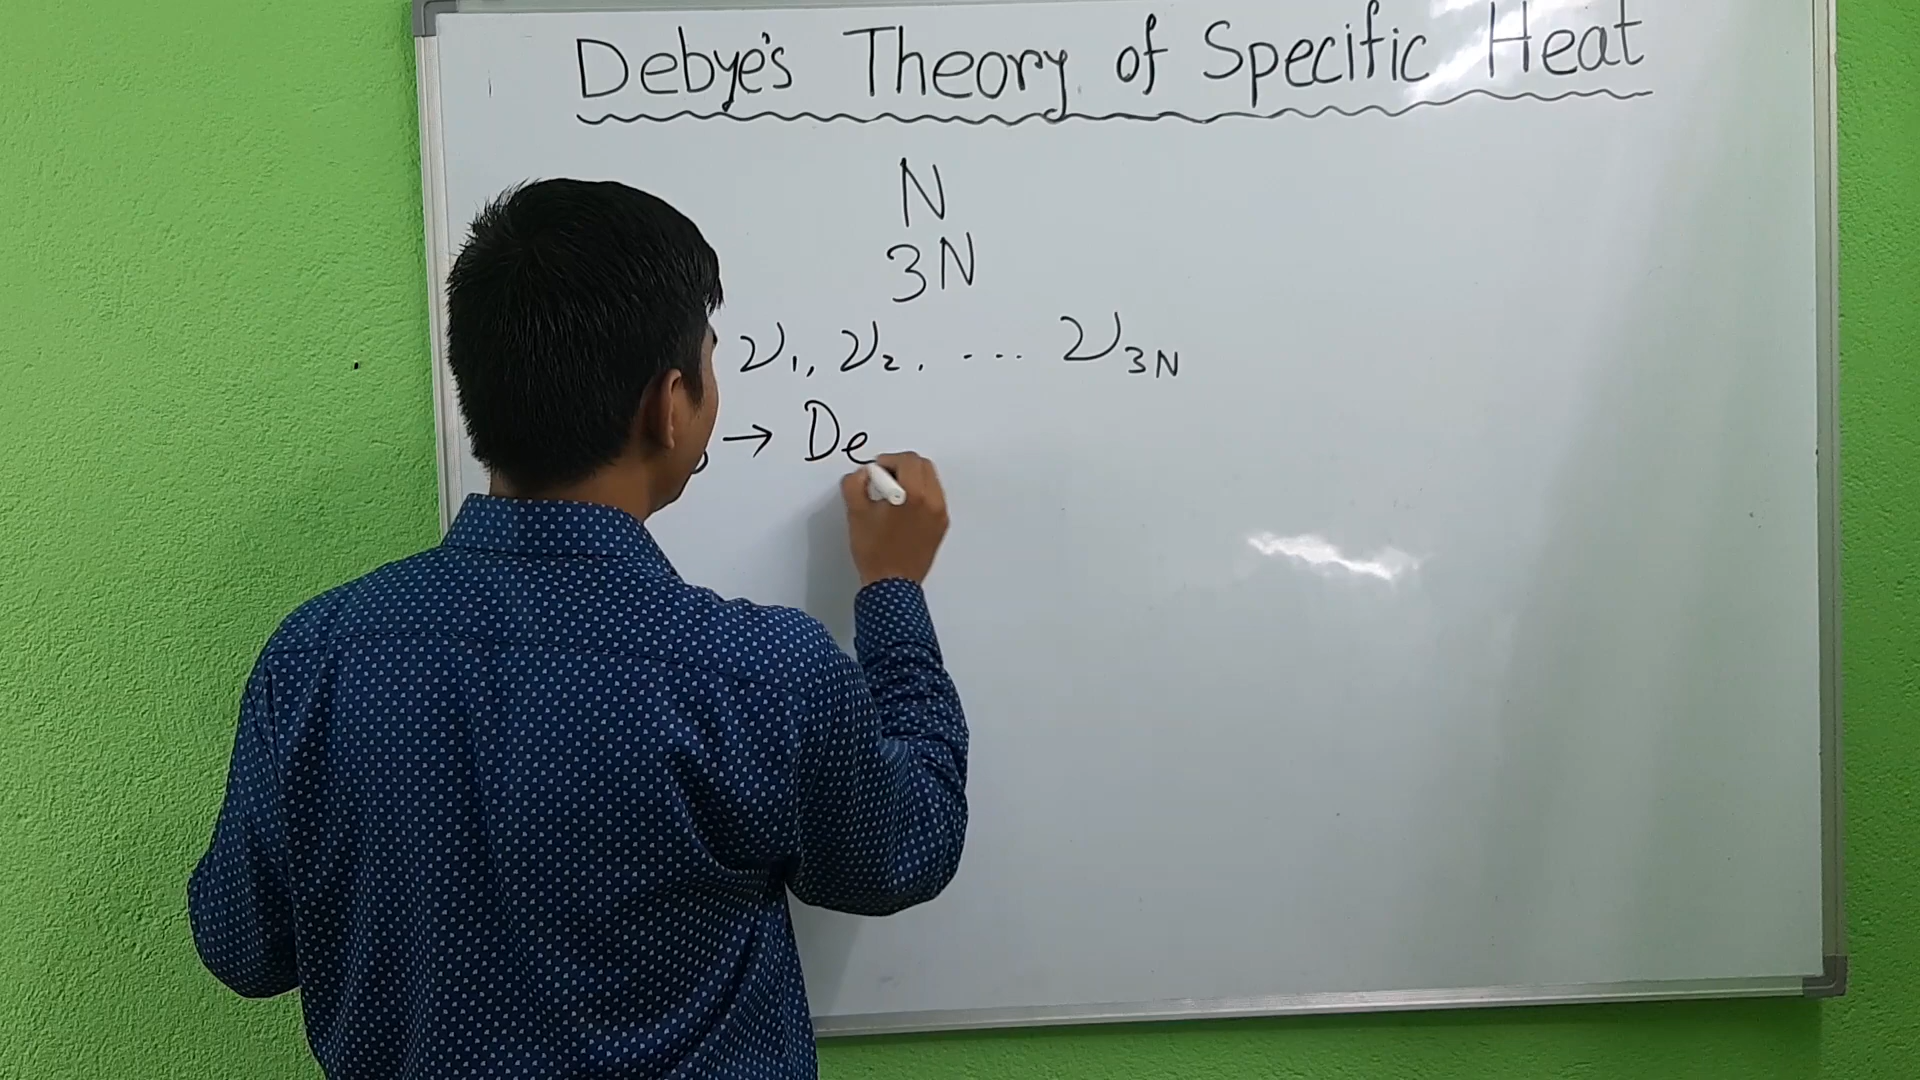 Debye's Theory of Specific Heat
N
3N
ν₁, ν₂, ... ν₃N
→ De